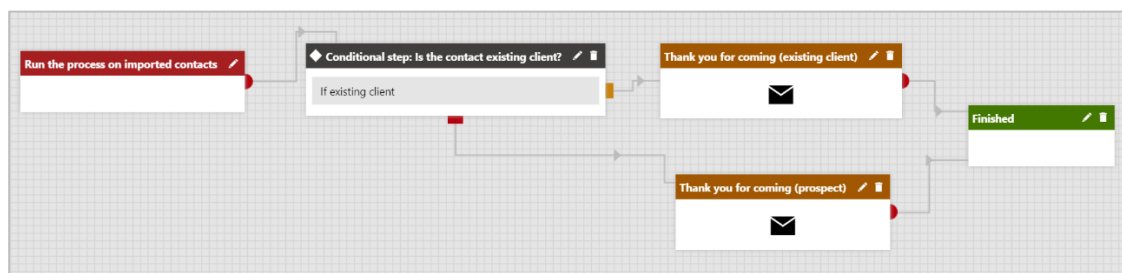 Run the process on imported contacts
Conditional step: Is the contact existing client?
If existing client
Thank you for coming (existing client)
Finished
Thank you for coming (prospect)